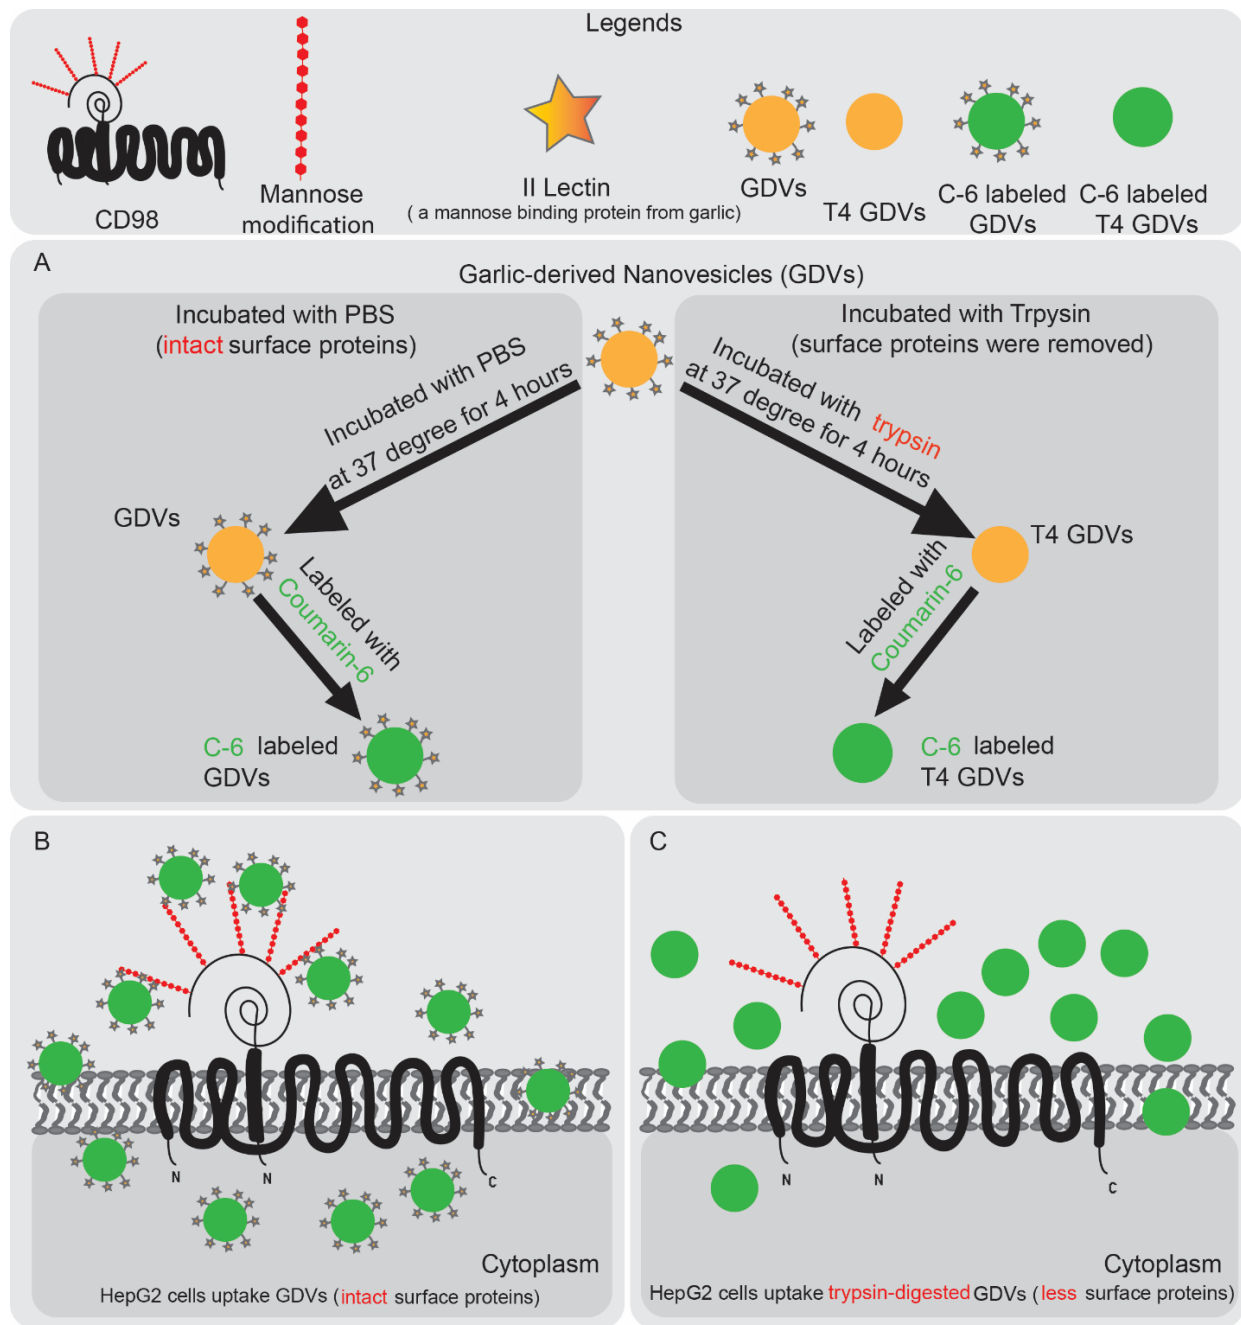 Legends
CD98
Mannose
modification
II Lectin
( a mannose binding protein from garlic)
GDVs
T4 GDVs
C-6 labeled
GDVs
C-6 labeled
T4 GDVs
A
Garlic-derived Nanovesicles (GDVs)
Incubated with PBS
(intact surface proteins)
Incubated with PBS
at 37 degree for 4 hours
GDVs
Labeled with
Coumarin-6
C-6 labeled
GDVs
Incubated with Trpysin
(surface proteins were removed)
Incubated with trypsin
at 37 degree for 4 hours
T4 GDVs
Labeled with
Coumarin-6
C-6 labeled
T4 GDVs
B
N
N
C
Cytoplasm
HepG2 cells uptake GDVs (intact surface proteins)
C
N
N
C
Cytoplasm
HepG2 cells uptake trypsin-digested GDVs (less surface proteins)